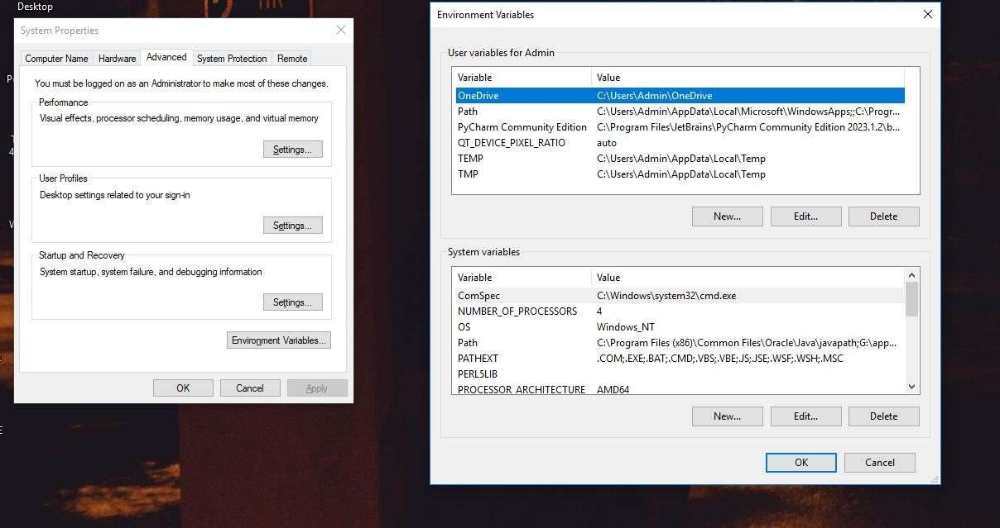 Desktop
System Properties
Computer Name Hardware Advanced System Protection Remote
You must be logged on as an Administrator to make most of these changes.
Performance
Visual effects, processor scheduling, memory usage, and virtual memory
Settings...
User Profiles
Desktop settings related to your sign-in
Settings...
Startup and Recovery
System startup, system failure, and debugging information
Settings...
Environment Variables...
OK Cancel Apply
Environment Variables
User variables for Admin
Variable Value
OneDrive C:\Users\Admin\OneDrive
Path C:\Users\Admin\AppData\Local\Microsoft\WindowsApps;;C:\Progr...
PyCharm Community Edition C:\Program Files\JetBrains\PyCharm Community Edition 2023.1.2\b...
QT_DEVICE_PIXEL_RATIO auto
TEMP C:\Users\Admin\AppData\Local\Temp
TMP C:\Users\Admin\AppData\Local\Temp
New... Edit... Delete
System variables
Variable Value
ComSpec C:\Windows\system32\cmd.exe
NUMBER_OF_PROCESSORS 4
OS Windows_NT
Path C:\Program Files (x86)\Common Files\Oracle\Java\javapath;G:\app...
PATHEXT .COM;.EXE;.BAT;.CMD;.VBS;.VBE;.JS;.JSE;.WSF;.WSH;.MSC
PERL5LIB
PROCESSOR_ARCHITECTURE AMD64
New... Edit... Delete
OK Cancel